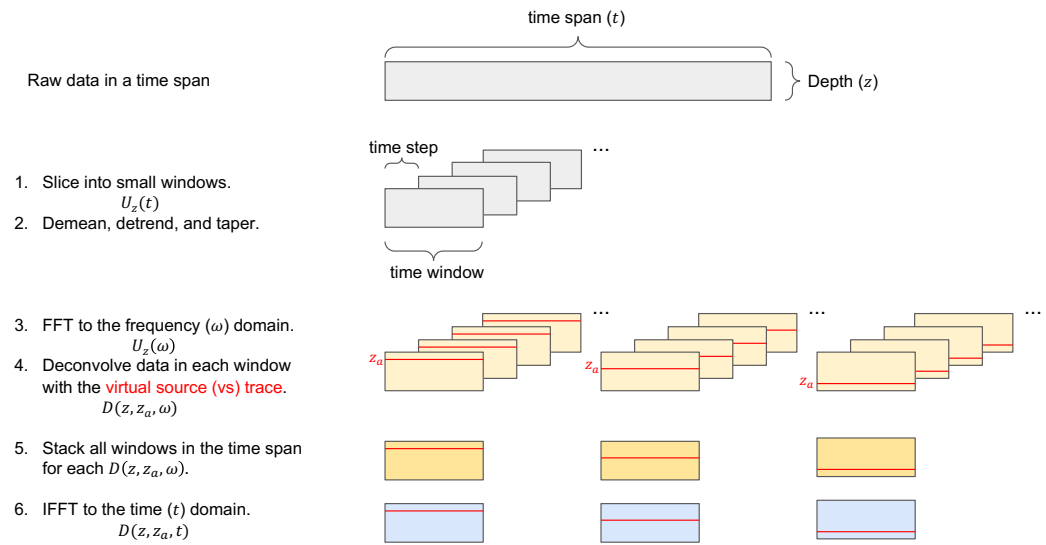 time span (t)
Raw data in a time span
Depth (z)
time step
...
1. Slice into small windows.
U_z(t)
2. Demean, detrend, and taper.
time window
... ... ...
3. FFT to the frequency (ω) domain.
U_z(ω)
4. Deconvolve data in each window
with the virtual source (vs) trace.
D(z, z_a, ω)
z_a z_a z_a
5. Stack all windows in the time span
for each D(z, z_a, ω).
6. IFFT to the time (t) domain.
D(z, z_a, t)